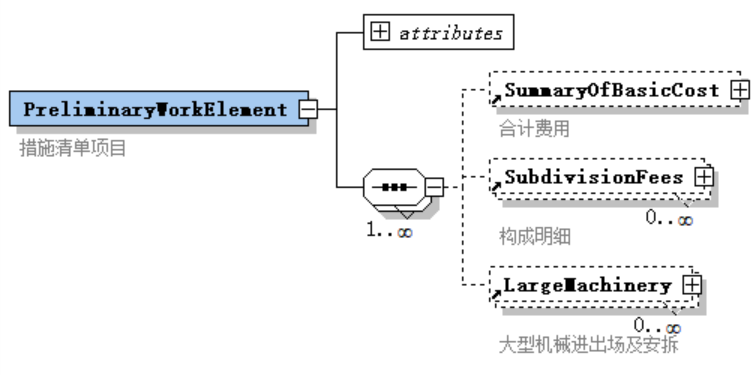 attributes
PreliminaryWorkElement
措施清单项目
1..∞
SummaryOfBasicCost
合计费用
SubdivisionFees
0..∞
构成明细
LargeMachinery
0..∞
大型机械进出场及安拆